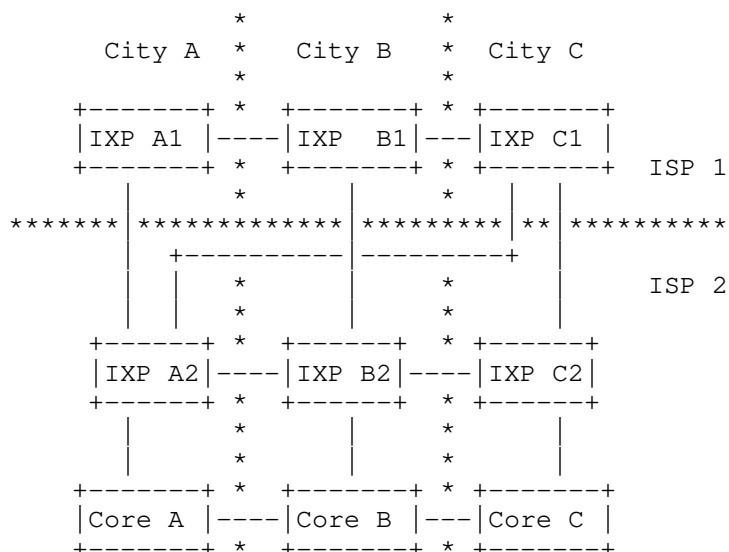 City A City B City C
IXP A1 IXP B1 IXP C1
ISP 1
ISP 2
IXP A2 IXP B2 IXP C2
Core A Core B Core C